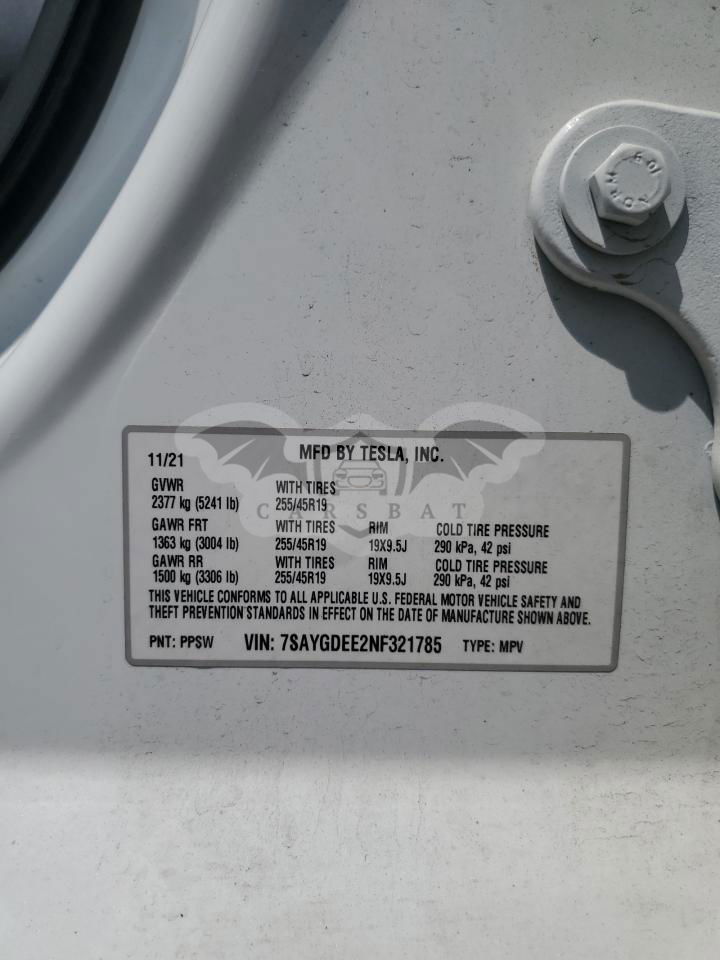 11/21 MFD BY TESLA, INC.
GVWR WITH TIRES
2377 kg (5241 lb) 255/45R19
CARSBAT
GAWR FRT WITH TIRES RIM COLD TIRE PRESSURE
1363 kg (3004 lb) 255/45R19 19X9.5J 290 kPa, 42 psi
GAWR RR WITH TIRES RIM COLD TIRE PRESSURE
1500 kg (3306 lb) 255/45R19 19X9.5J 290 kPa, 42 psi
THIS VEHICLE CONFORMS TO ALL APPLICABLE U.S. FEDERAL MOTOR VEHICLE SAFETY AND
THEFT PREVENTION STANDARDS IN EFFECT ON THE DATE OF MANUFACTURE SHOWN ABOVE.
PNT: PPSW VIN: 7SAYGDEE2NF321785 TYPE: MPV